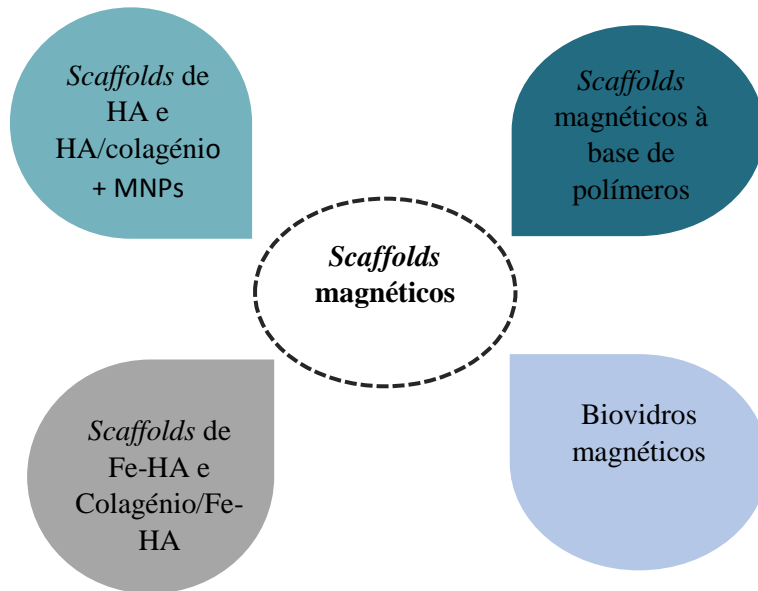 Scaffolds de
HA e
HA/colagénio
+ MNPs
Scaffolds
magnéticos à
base de
polímeros
Scaffolds
magnéticos
Scaffolds de
Fe-HA e
Colagénio/Fe-
HA
Biovidros
magnéticos